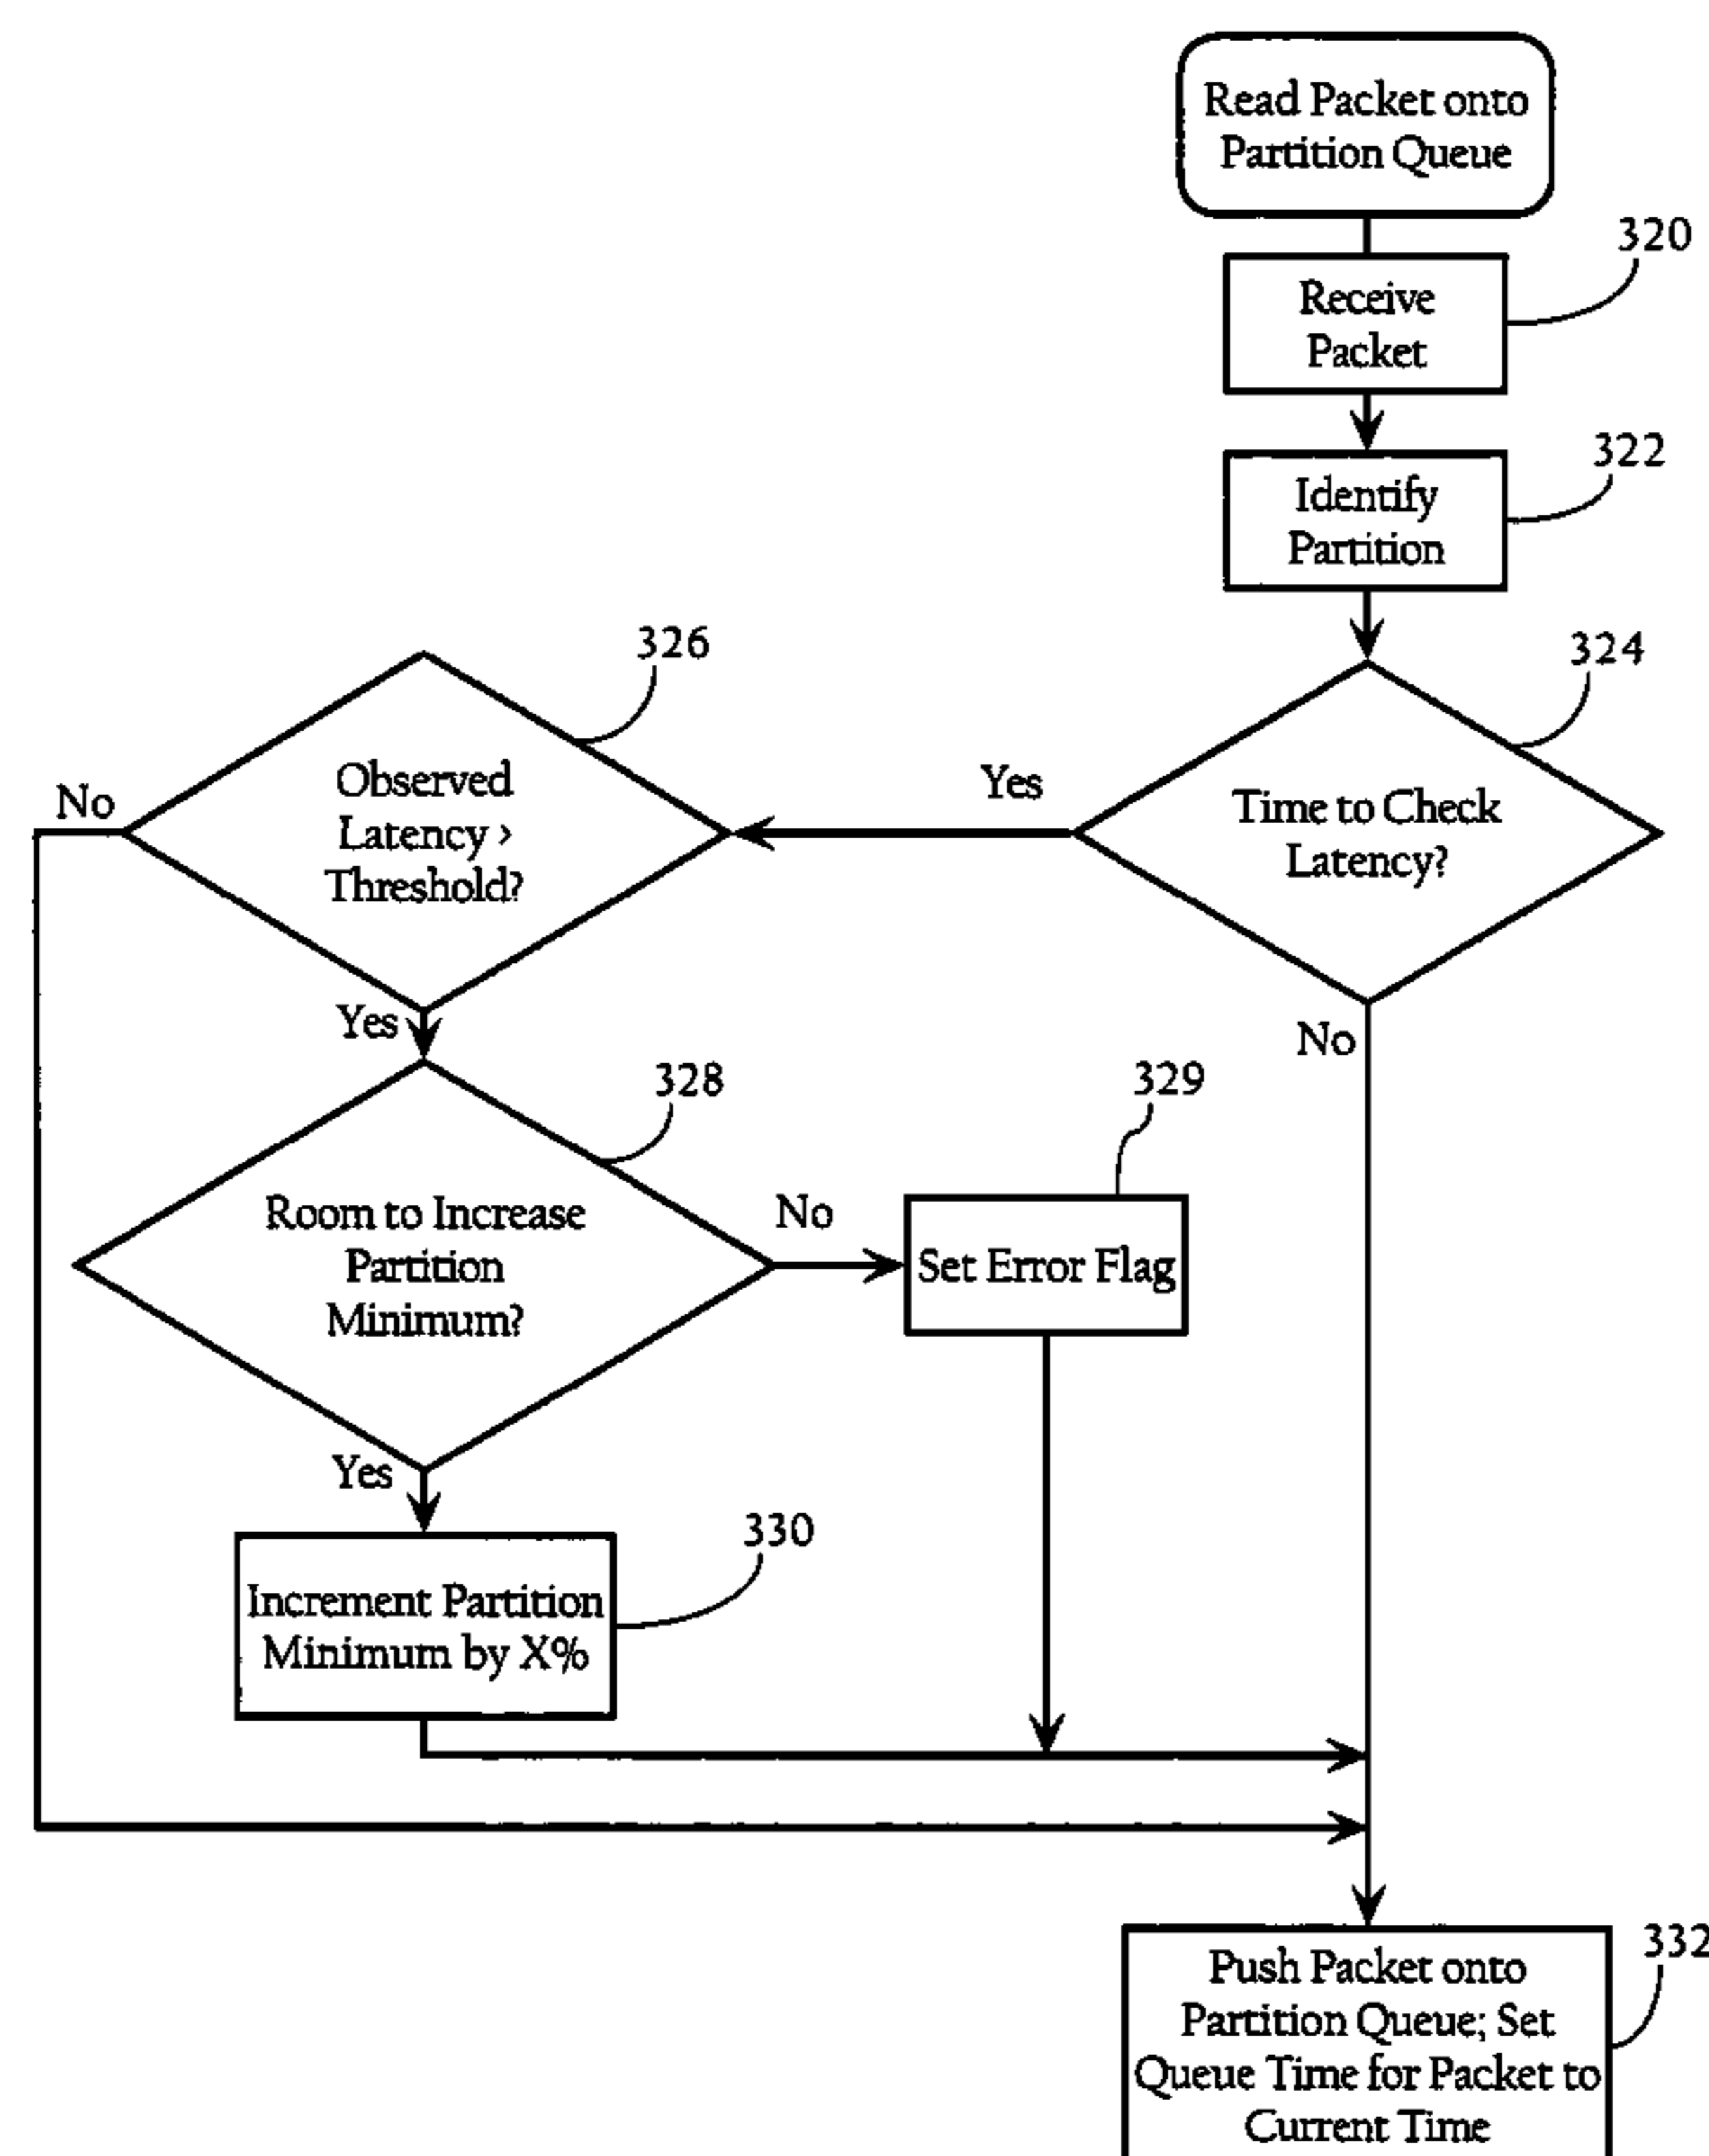 Read Packet onto
Partition Queue
320
Receive
Packet
322
Identify
Partition
326
324
No
Observed
Latency >
Threshold?
Yes
Time to Check
Latency?
Yes
No
328
329
Room to Increase
Partition
Minimum?
No
Set Error Flag
Yes
330
Increment Partition
Minimum by X%
332
Push Packet onto
Partition Queue; Set
Queue Time for Packet to
Current Time